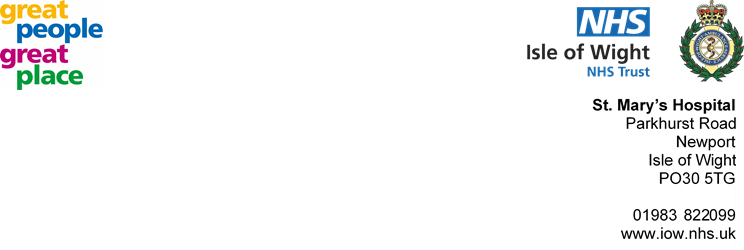 great
people
great
place
NHS
Isle of Wight
NHS Trust
St. Mary's Hospital
Parkhurst Road
Newport
Isle of Wight
PO30 5TG
01983 822099
www.iow.nhs.uk